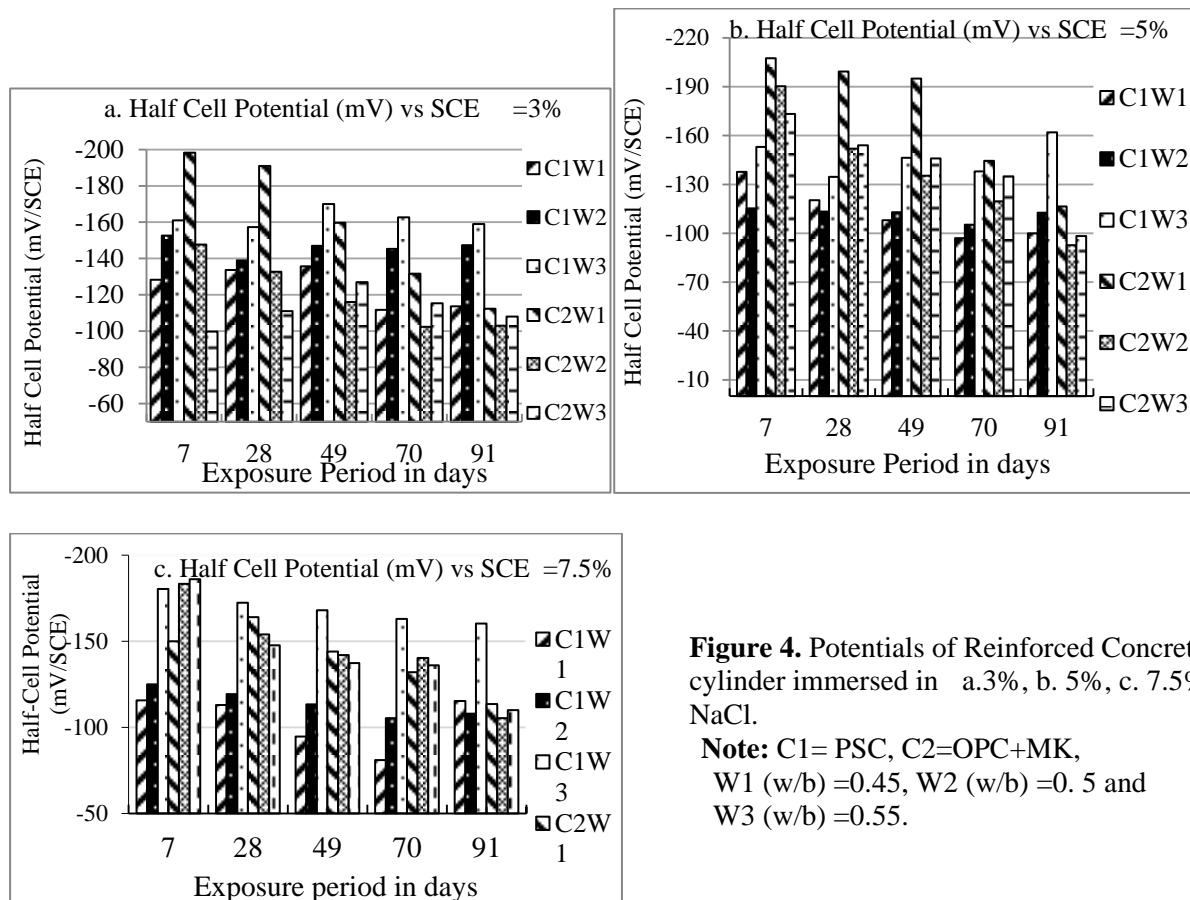 a. Half Cell Potential (mV) vs SCE =3%
Half Cell Potential (mV/SCE)
-200
-180
-160
-140
-120
-100
-80
-60
7 28 49 70 91
Exposure Period in days
C1W1
C1W2
C1W3
C2W1
C2W2
C2W3
b. Half Cell Potential (mV) vs SCE =5%
Half Cell Potential (mV/SCE)
-220
-190
-160
-130
-100
-70
-40
-10
7 28 49 70 91
Exposure Period in days
C1W1
C1W2
C1W3
C2W1
C2W2
C2W3
c. Half Cell Potential (mV) vs SCE =7.5%
Half-Cell Potential
(mV/SCE)
-200
-150
-100
-50
7 28 49 70 91
Exposure period in days
C1W
1
C1W
2
C1W
3
C2W
1
Figure 4. Potentials of Reinforced Concret
cylinder immersed in a.3%, b. 5%, c. 7.5%
NaCl.
Note: C1= PSC, C2=OPC+MK,
W1 (w/b) =0.45, W2 (w/b) =0. 5 and
W3 (w/b) =0.55.